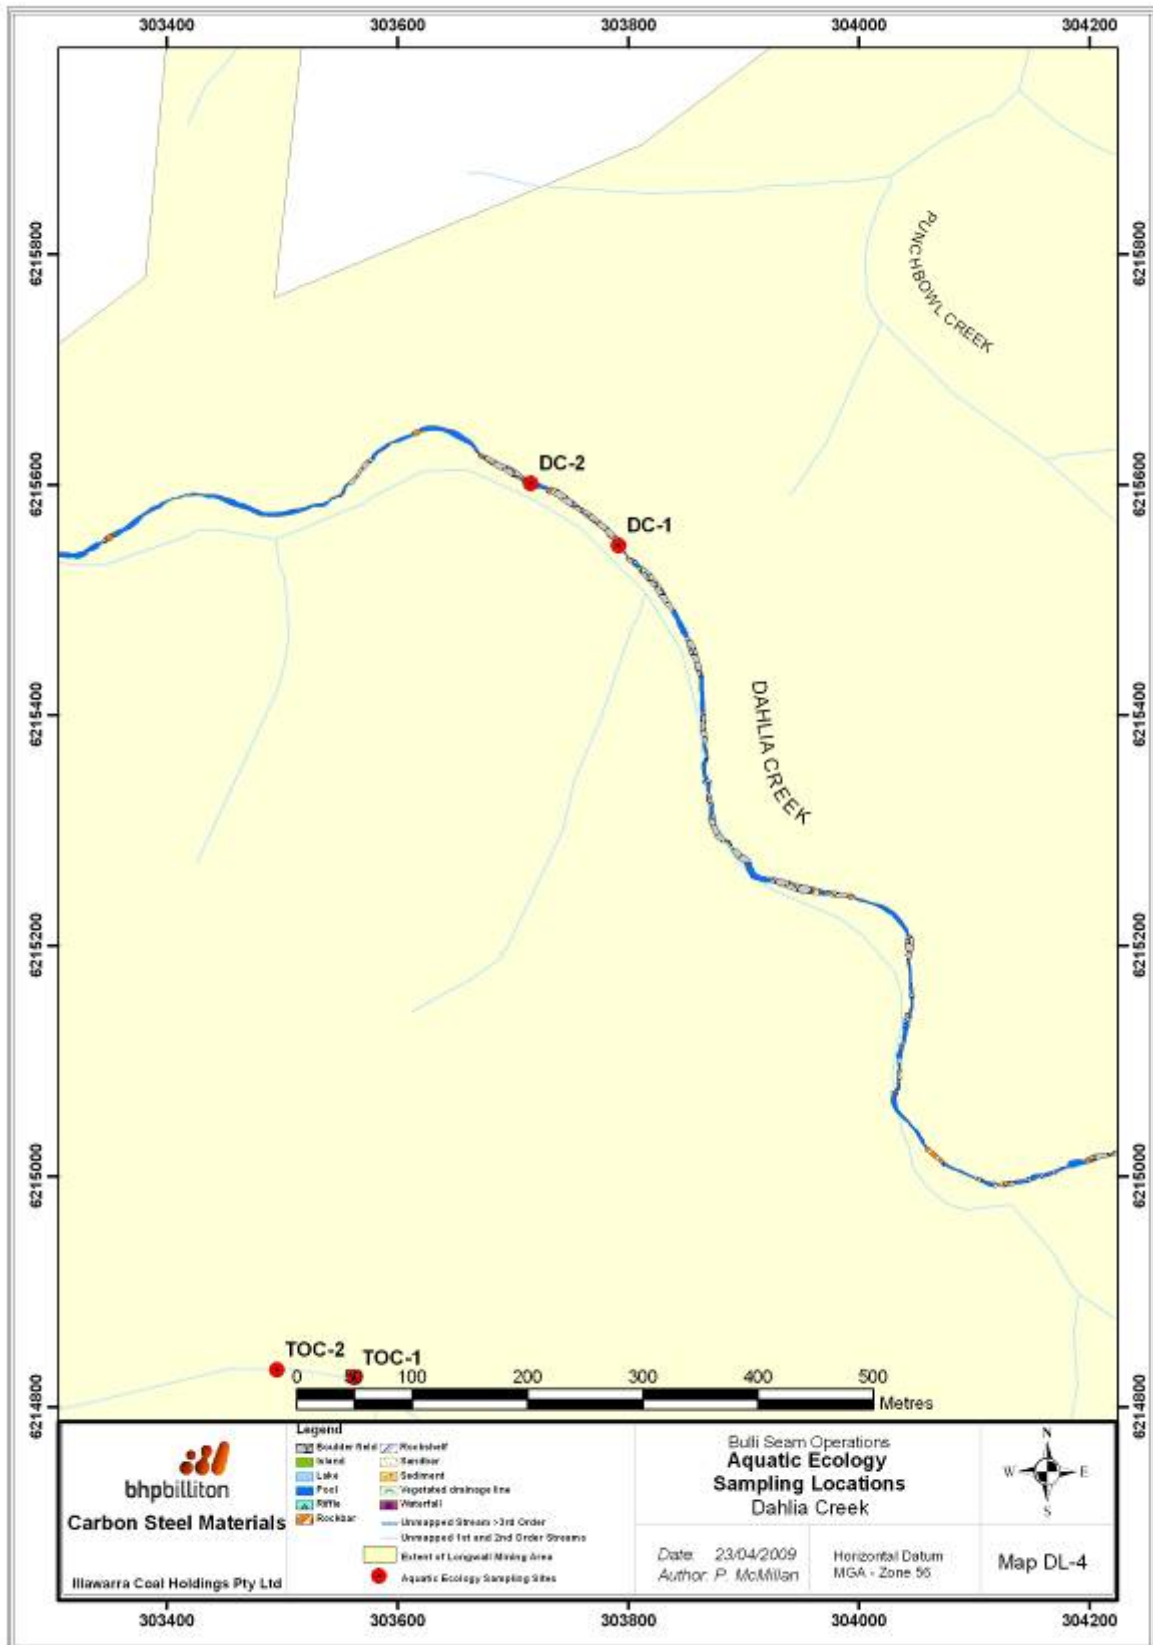 303400 303600 303800 304000 304200
6215800 6215800
PUNCHBOWL CREEK
DC-2
6215600 6215600
DC-1
DAHLIA CREEK
6215400 6215400
6215200 6215200
6215000 6215000
TOC-2
TOC-1
0 50 100 200 300 400 500
Metres
6214800 6214800
bhpbilliton
Carbon Steel Materials
Illawarra Coal Holdings Pty Ltd
Legend
Boulder field
Island
Lake
Pool
Riffle
Rockbar
Rockshelf
Sandbar
Sediment
Vegetated drainage line
Waterfall
Unmapped Stream >3rd Order
Unmapped 1st and 2nd Order Streams
Extent of Longwall Mining Area
Aquatic Ecology Sampling Sites
Bulli Seam Operations
Aquatic Ecology
Sampling Locations
Dahlia Creek
Date: 23/04/2009
Author: P. McMillan
Horizontal Datum
MGA - Zone 56
N
W E
S
Map DL-4
303400 303600 303800 304000 304200